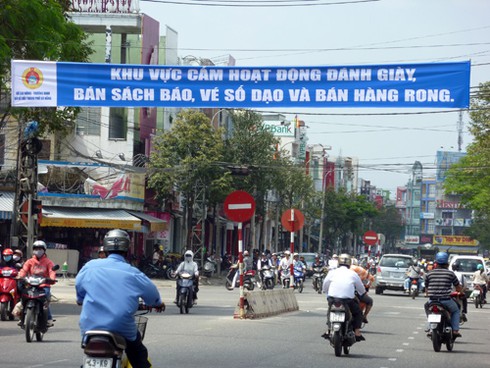 KHU VỰC CẤM HOẠT ĐỘNG ĐÁNH GIÀY,
BÁN SÁCH BÁO, VÉ SỐ DẠO VÀ BÁN HÀNG RONG.